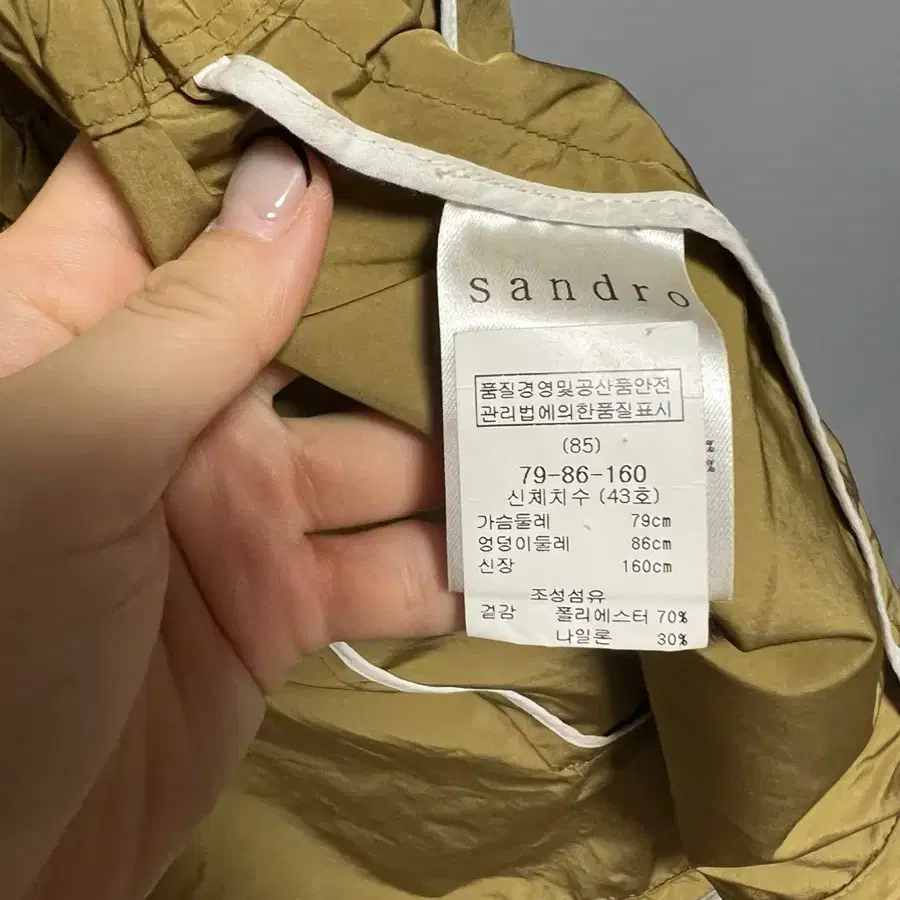 sandro
품질경영및공산품안전
관리법에의한품질표시
(85)
79-86-160
신체치수 (43호)
가슴둘레 79cm
엉덩이둘레 86cm
신장 160cm
조성섬유
겉감 폴리에스터 70%
나일론 30%